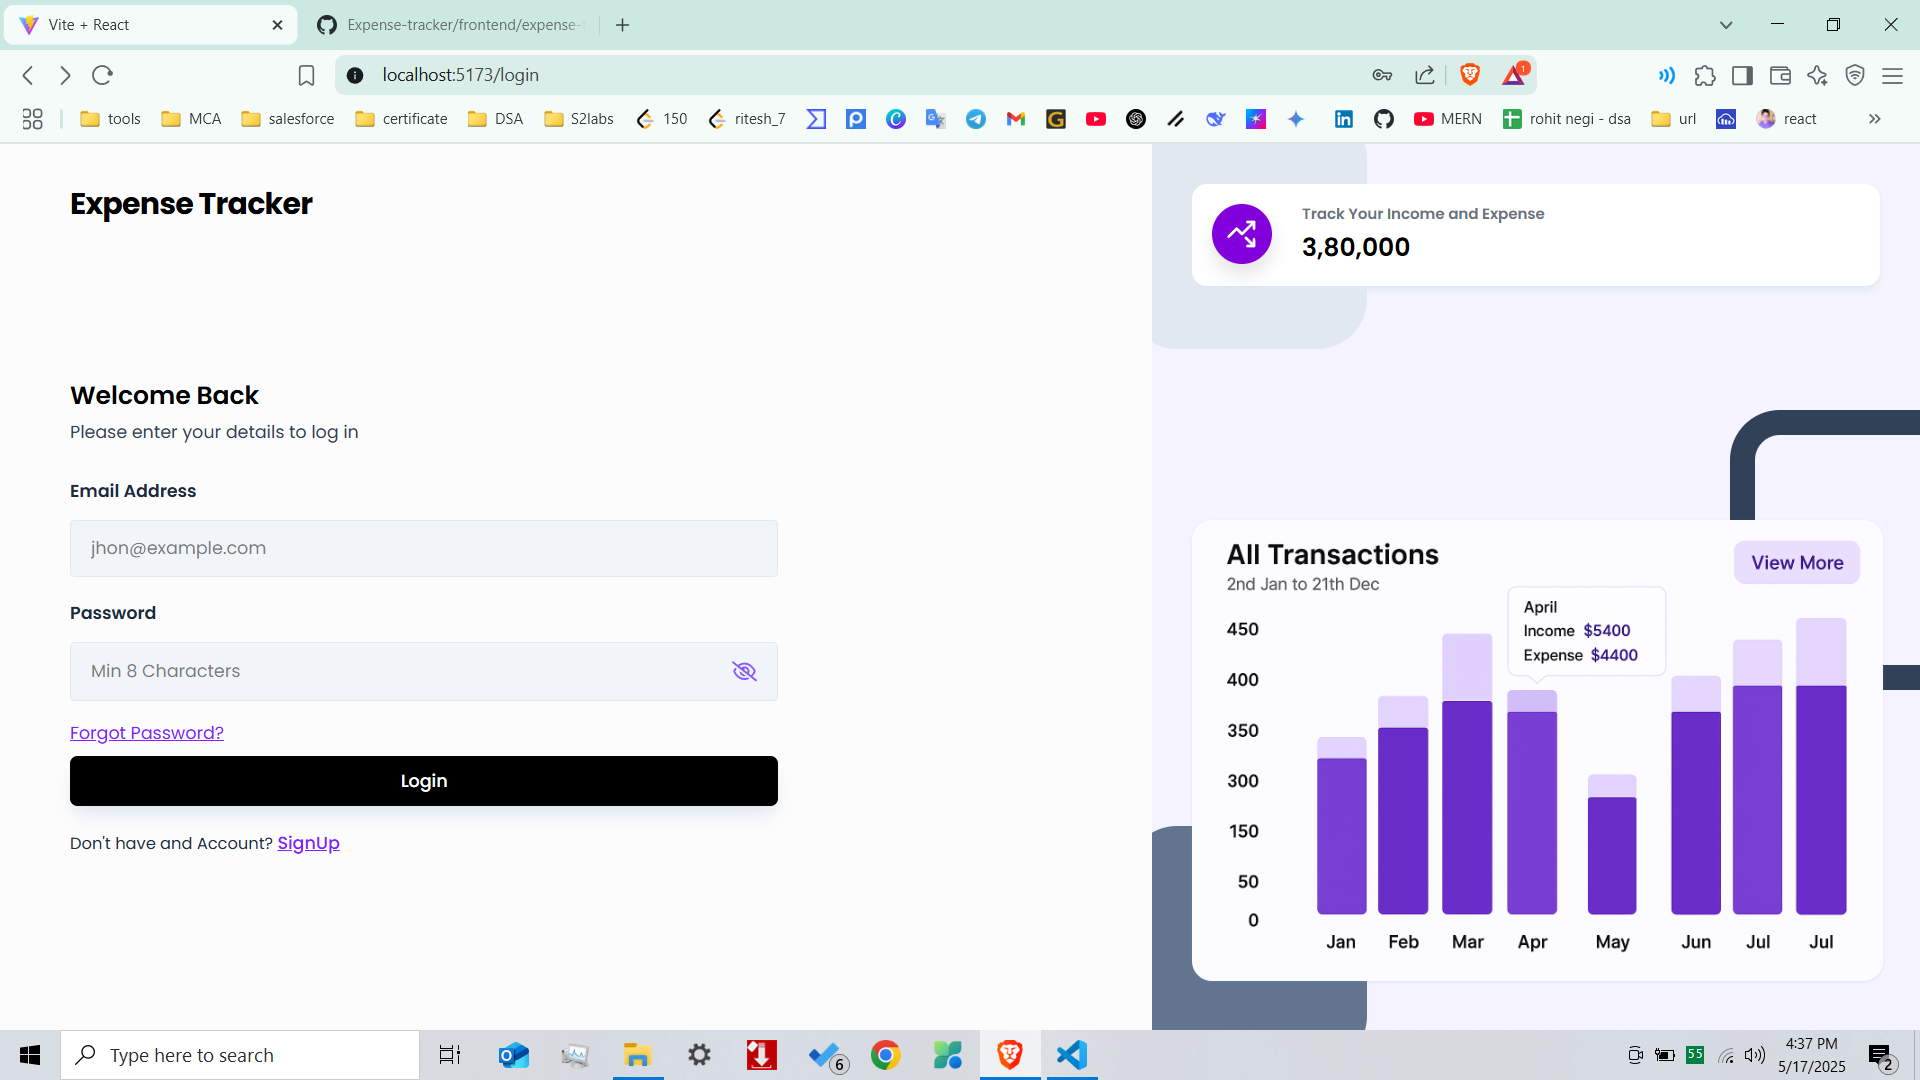 Vite + React
Expense-tracker/frontend/expense-
localhost:5173/login
1
tools
MCA
salesforce
certificate
DSA
S2labs
150
ritesh_7
MERN
rohit negi - dsa
url
react
Expense Tracker
Welcome Back
Please enter your details to log in
Email Address
jhon@example.com
Password
Min 8 Characters
Forgot Password?
Login
Don't have and Account? SignUp
Track Your Income and Expense
3,80,000
All Transactions
2nd Jan to 21th Dec
View More
April
Income $5400
Expense $4400
450
400
350
300
150
50
0
Jan Feb Mar Apr May Jun Jul Jul
Type here to search
6
55
4:37 PM
5/17/2025
2